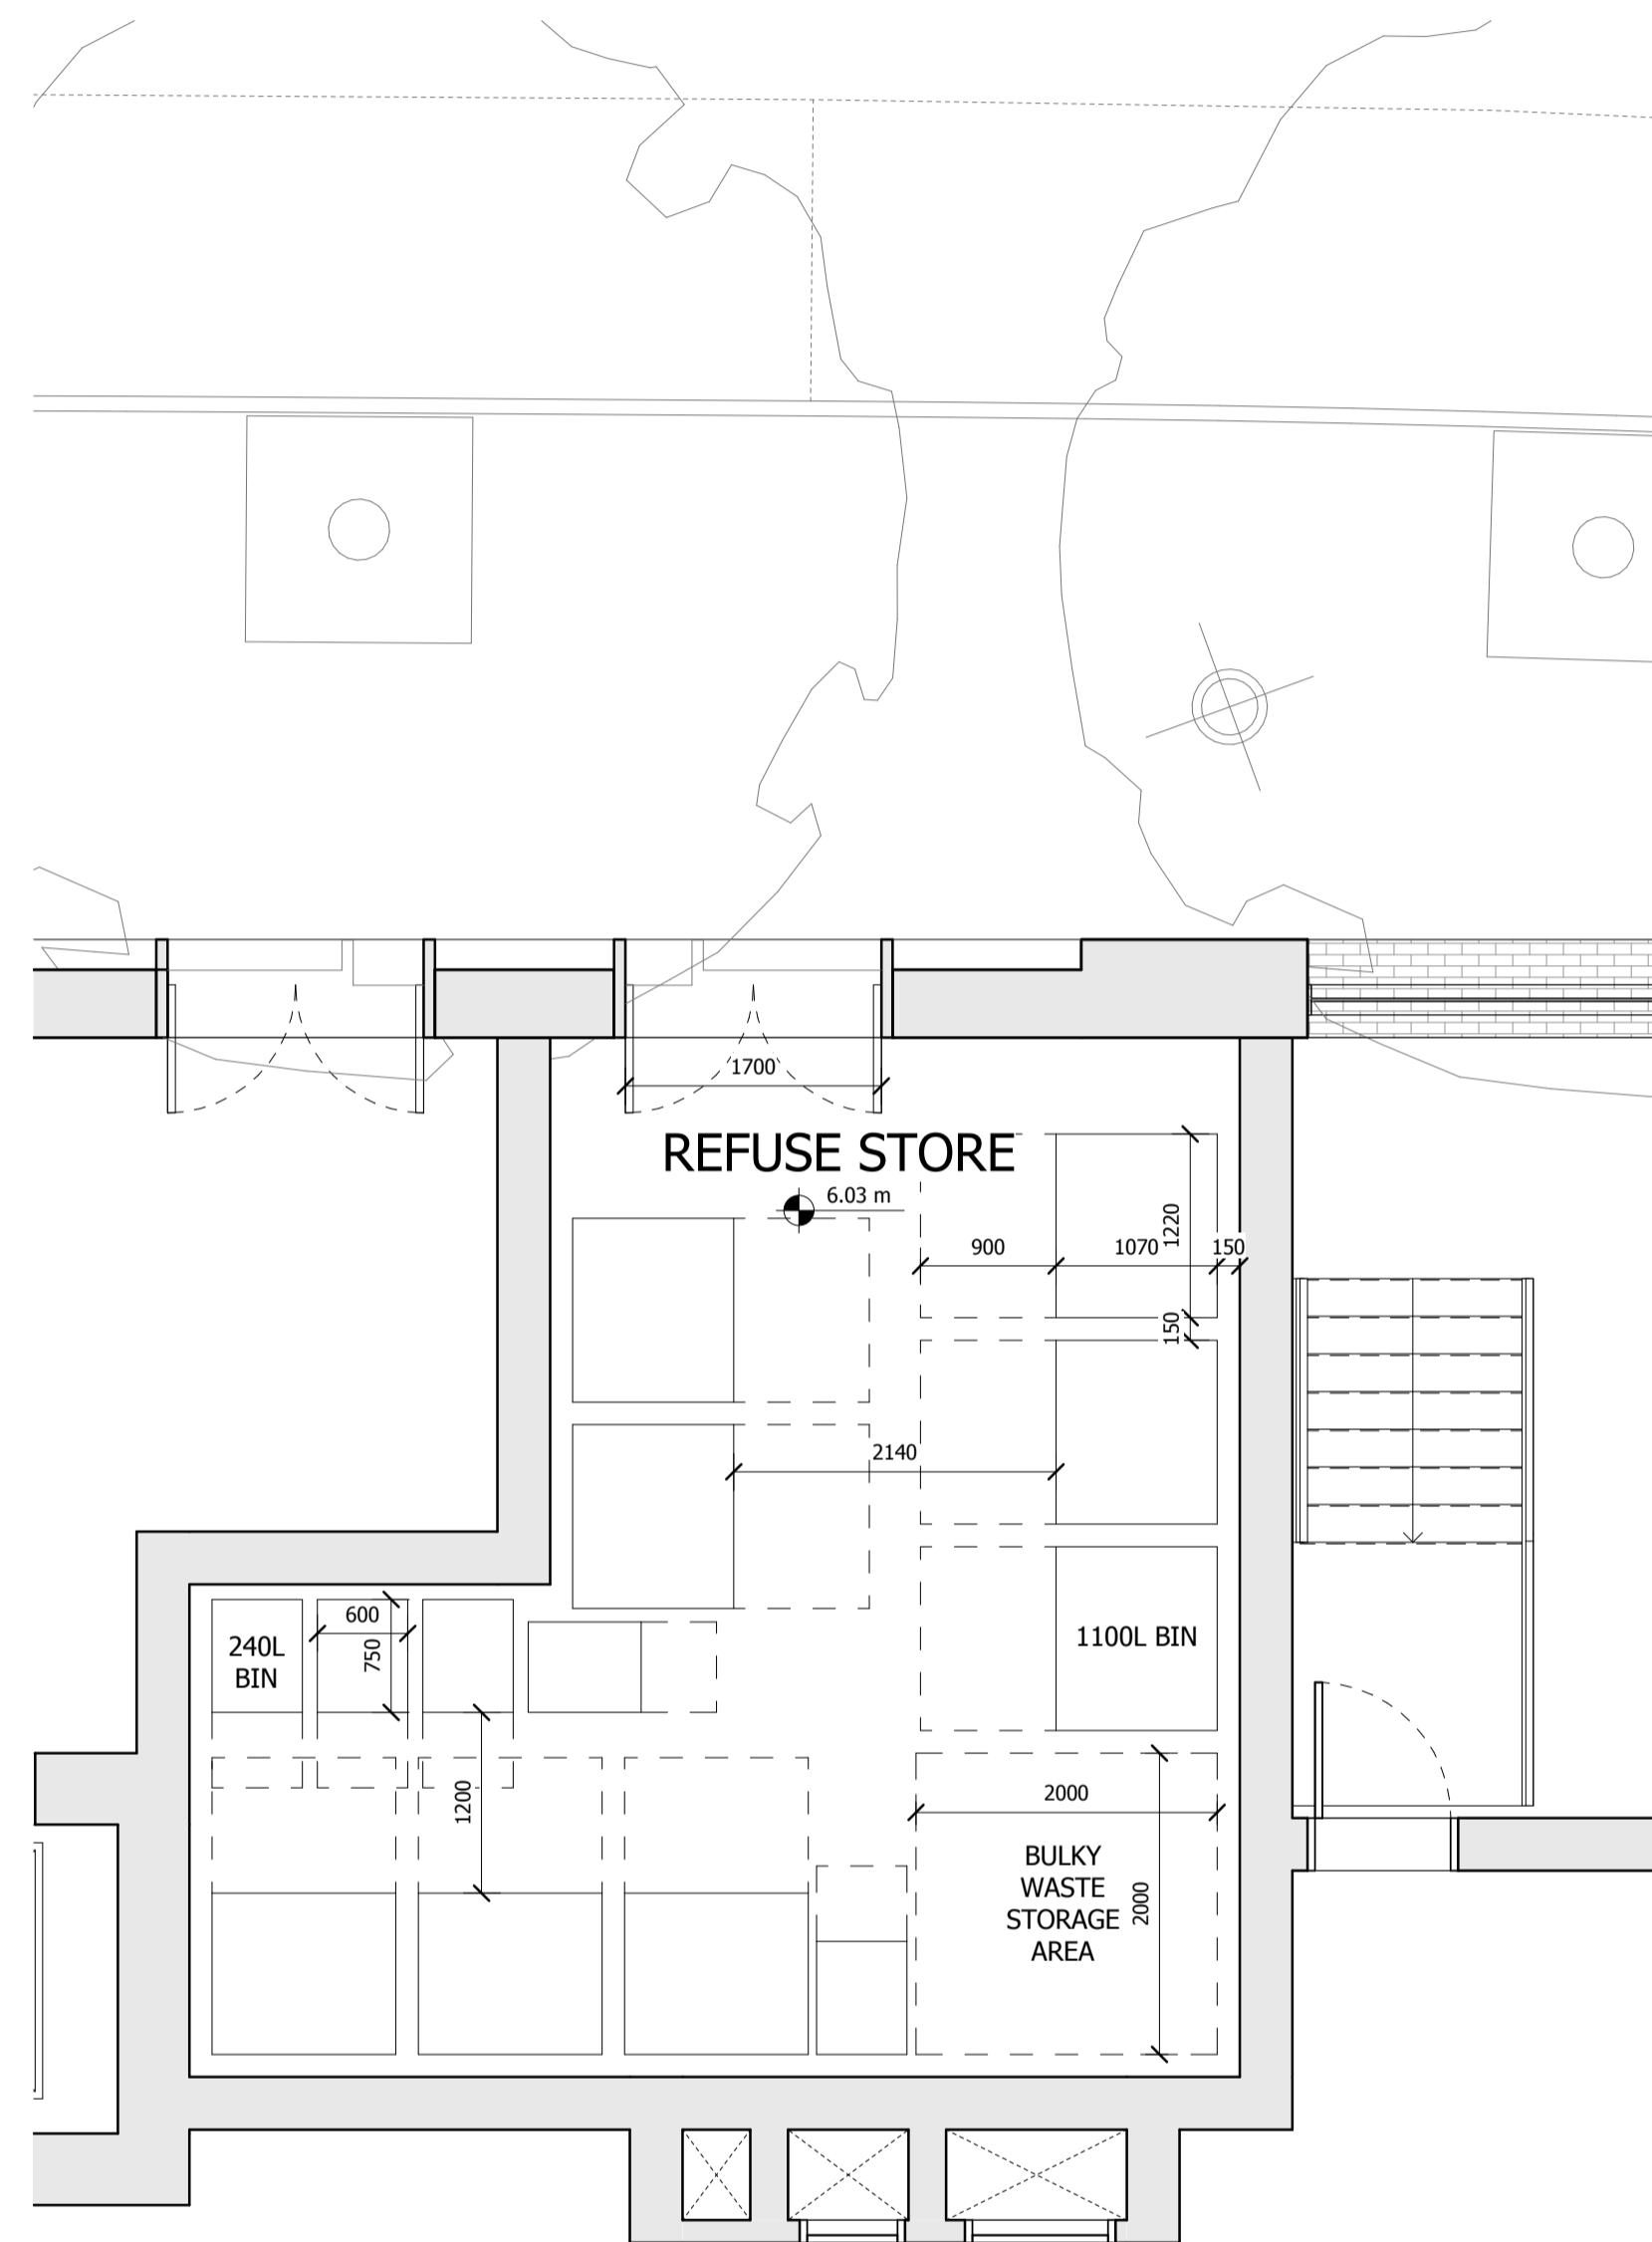 1700
REFUSE STORE
6.03 m
1220
900
1070
150
150
2140
600
240L
BIN
750
1100L BIN
1200
2000
BULKY
WASTE
STORAGE
AREA
2000